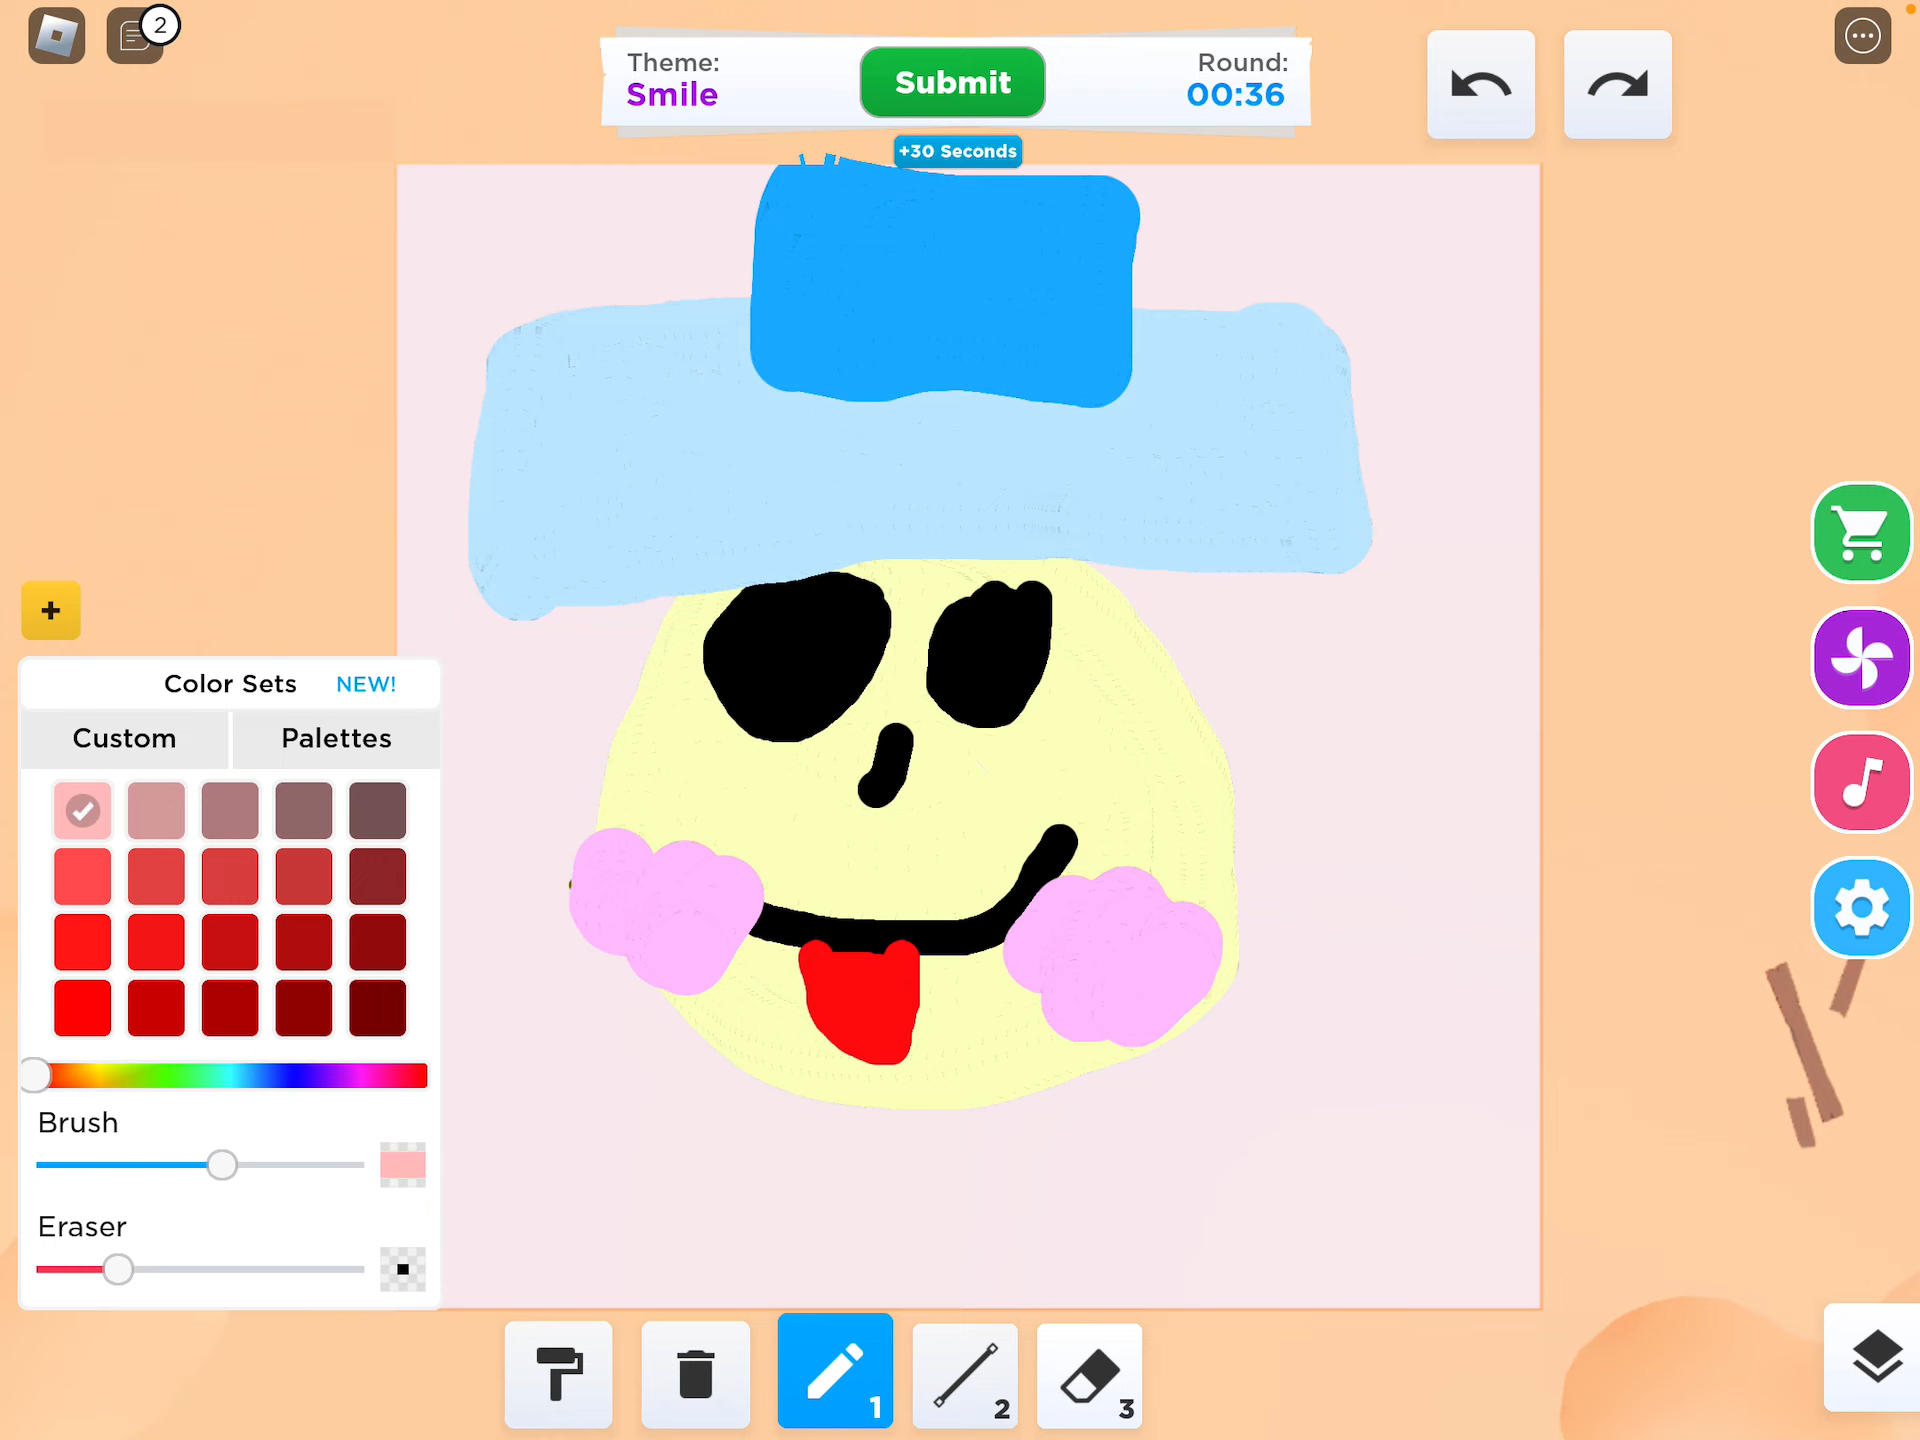 2
Theme:
Smile
Submit
Round:
00:36
+30 Seconds
+
Color Sets NEW!
Custom Palettes
Brush
Eraser
1
2
3